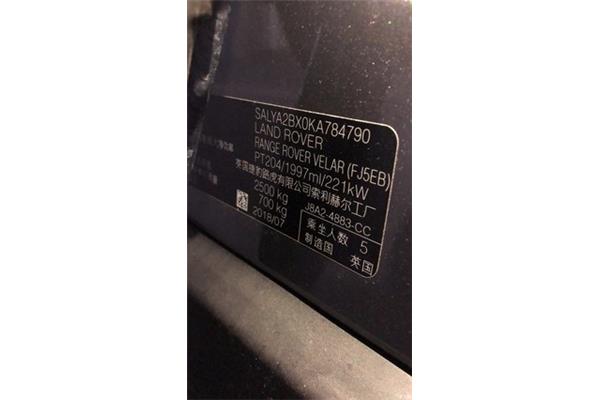 SALYA2BX0KA784790
LAND ROVER
RANGE ROVER VELAR (FJ5EB)
PT204/1997ml/221kW
英国捷豹路虎有限公司索利赫尔工厂
2500 kg
700 kg
2018/07
J8A2-4883-CC
乘坐人数 5
制造国 英国